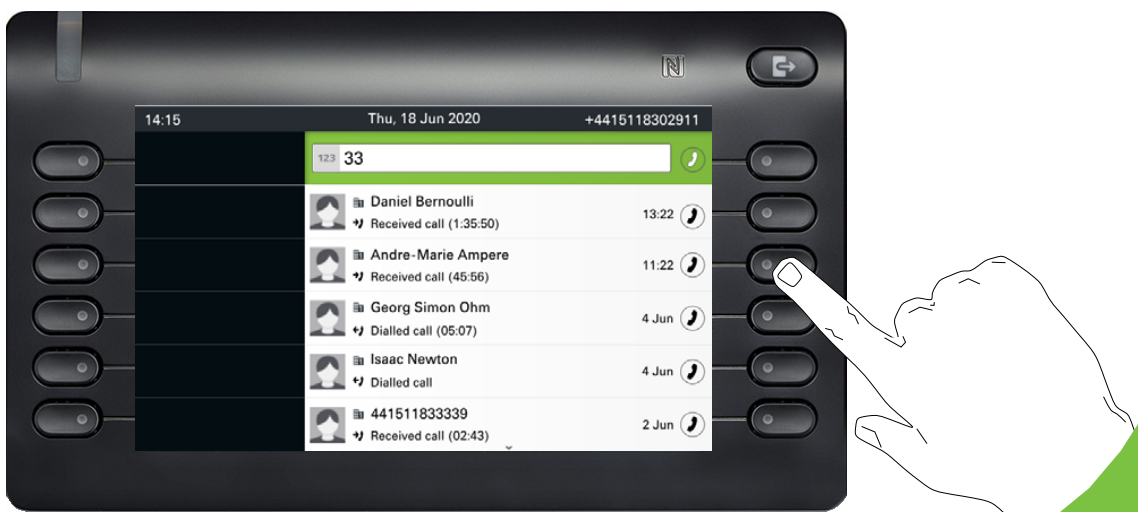 14:15 Thu, 18 Jun 2020 +4415118302911
123 33
Daniel Bernoulli
Received call (1:35:50) 13:22
Andre-Marie Ampere
Received call (45:56) 11:22
Georg Simon Ohm
Dialled call (05:07) 4 Jun
Isaac Newton
Dialled call 4 Jun
441511833339
Received call (02:43) 2 Jun